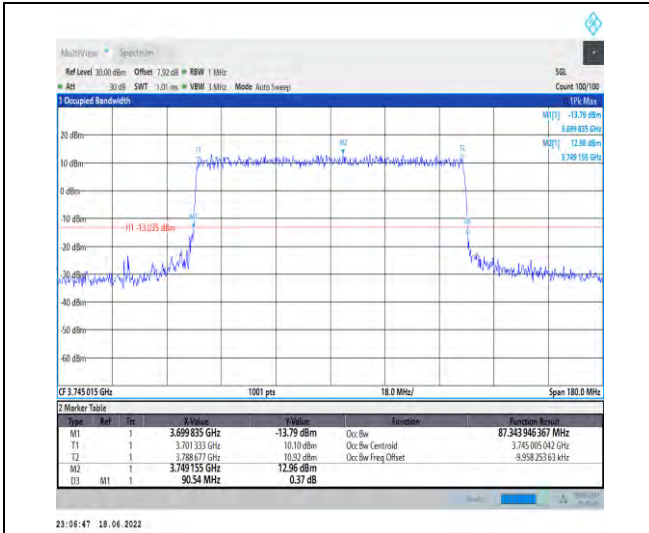 MultiView Spectrum
Ref Level 30.00 dBm Offset 7.92 dB RBW 1 MHz SGL
Att 30 dB SWT 1.01 ms VBW 3 MHz Mode Auto Sweep Count 100/100
1 Occupied Bandwidth 1Pk Max
M1[1] -13.79 dBm
3.699 835 GHz
M2[1] 12.96 dBm
3.749 155 GHz
20 dBm
10 dBm
0 dBm
-10 dBm
-20 dBm
-30 dBm
-40 dBm
-50 dBm
-60 dBm
T1
M2
T2
M1
H1 -13.035 dBm
CF 3.745 015 GHz 1001 pts 18.0 MHz/ Span 180.0 MHz
2 Marker Table
Type Ref Trc X-Value Y-Value Function Function Result
M1 1 3.699 835 GHz -13.79 dBm Occ Bw 87.343 946 367 MHz
T1 1 3.701 333 GHz 10.10 dBm Occ Bw Centroid 3.745 005 042 GHz
T2 1 3.788 677 GHz 10.92 dBm Occ Bw Freq Offset -9.958 253 63 kHz
M2 1 3.749 155 GHz 12.96 dBm
D3 M1 1 90.54 MHz 0.37 dB
23:06:47 18.06.2022